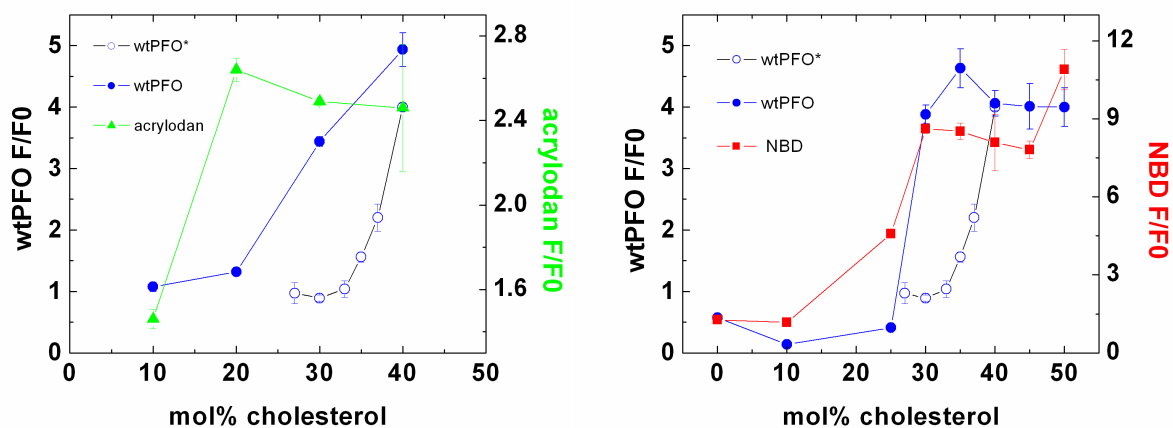 wtPFO*
wtPFO
acrylodan
wtPFO F/F0
5
4
3
2
1
0
2.8
2.4
2.0
1.6
acrylodan F/F0
0 10 20 30 40 50
mol% cholesterol
wtPFO*
wtPFO
NBD
wtPFO F/F0
5
4
3
2
1
0
12
9
6
3
0
NBD F/F0
0 10 20 30 40 50
mol% cholesterol